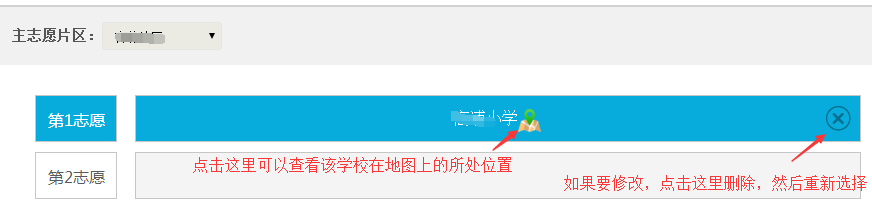 主志愿片区：
第1志愿
小学
点击这里可以查看该学校在地图上的所处位置
第2志愿
如果要修改，点击这里删除，然后重新选择